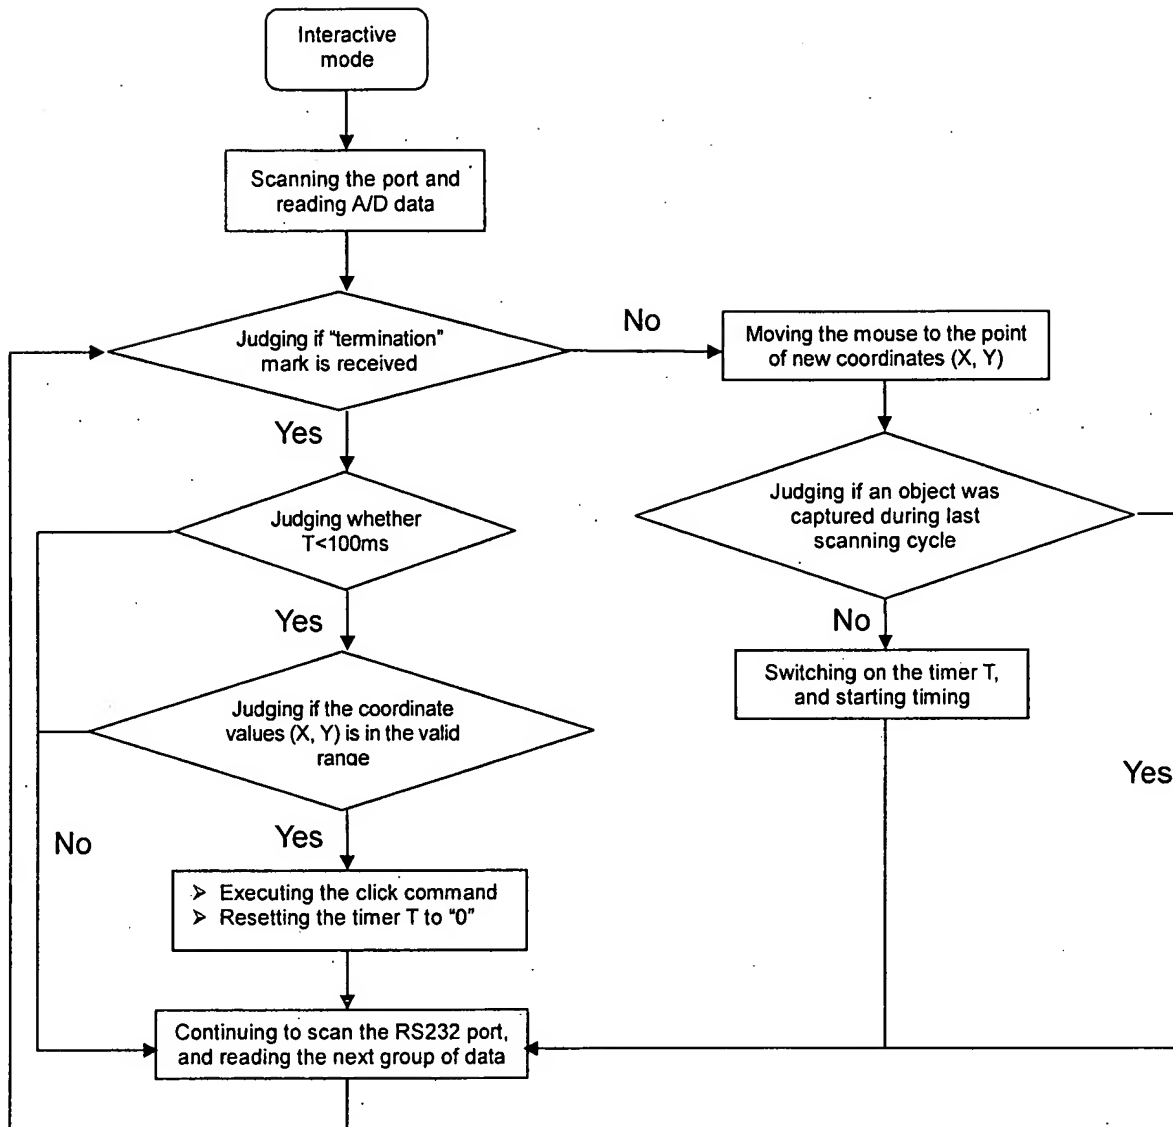 Interactive
mode
Scanning the port and
reading A/D data
Judging if “termination”
mark is received
No
Moving the mouse to the point
of new coordinates (X, Y)
Yes
Judging whether
T<100ms
Judging if an object was
captured during last
scanning cycle
Yes
No
Judging if the coordinate
values (X, Y) is in the valid
range
Switching on the timer T,
and starting timing
Yes
No
Yes
➢ Executing the click command
➢ Resetting the timer T to “0”
Continuing to scan the RS232 port,
and reading the next group of data